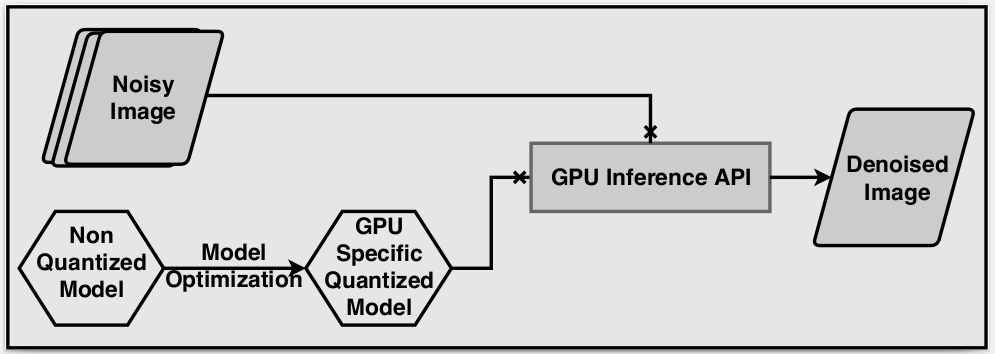 Noisy
Image
GPU Inference API
Denoised
Image
Non
Quantized
Model
Model
Optimization
GPU
Specific
Quantized
Model